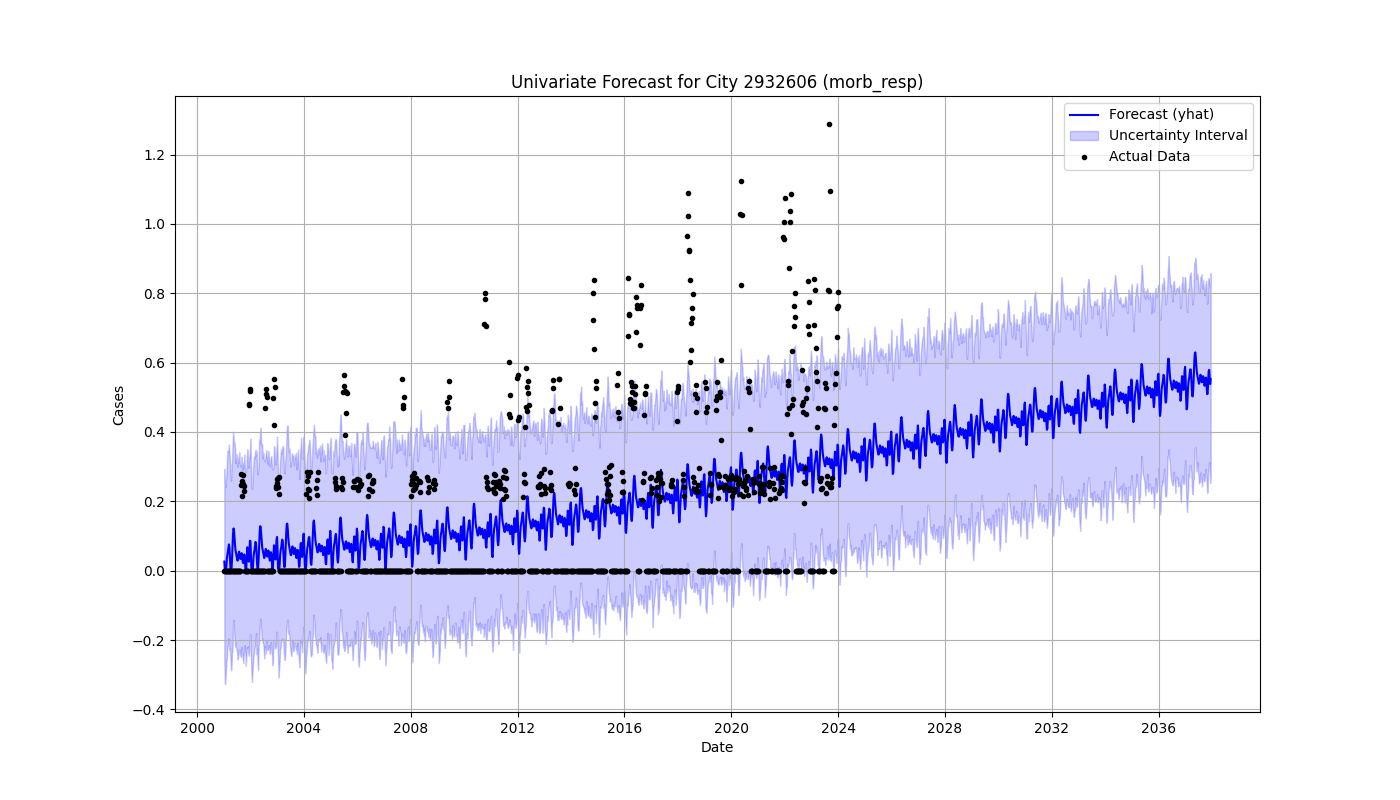 Univariate Forecast for City 2932606 (morb_resp)
Forecast (yhat)
Uncertainty Interval
Actual Data
Cases
1.2
1.0
0.8
0.6
0.4
0.2
0.0
−0.2
−0.4
2000 2004 2008 2012 2016 2020 2024 2028 2032 2036
Date